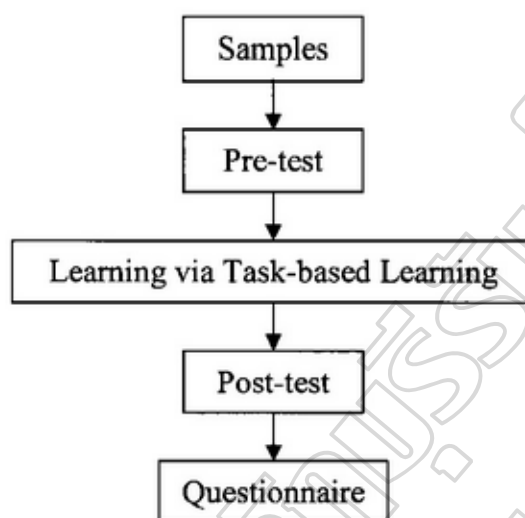 Samples
Pre-test
Learning via Task-based Learning
Post-test
Questionnaire